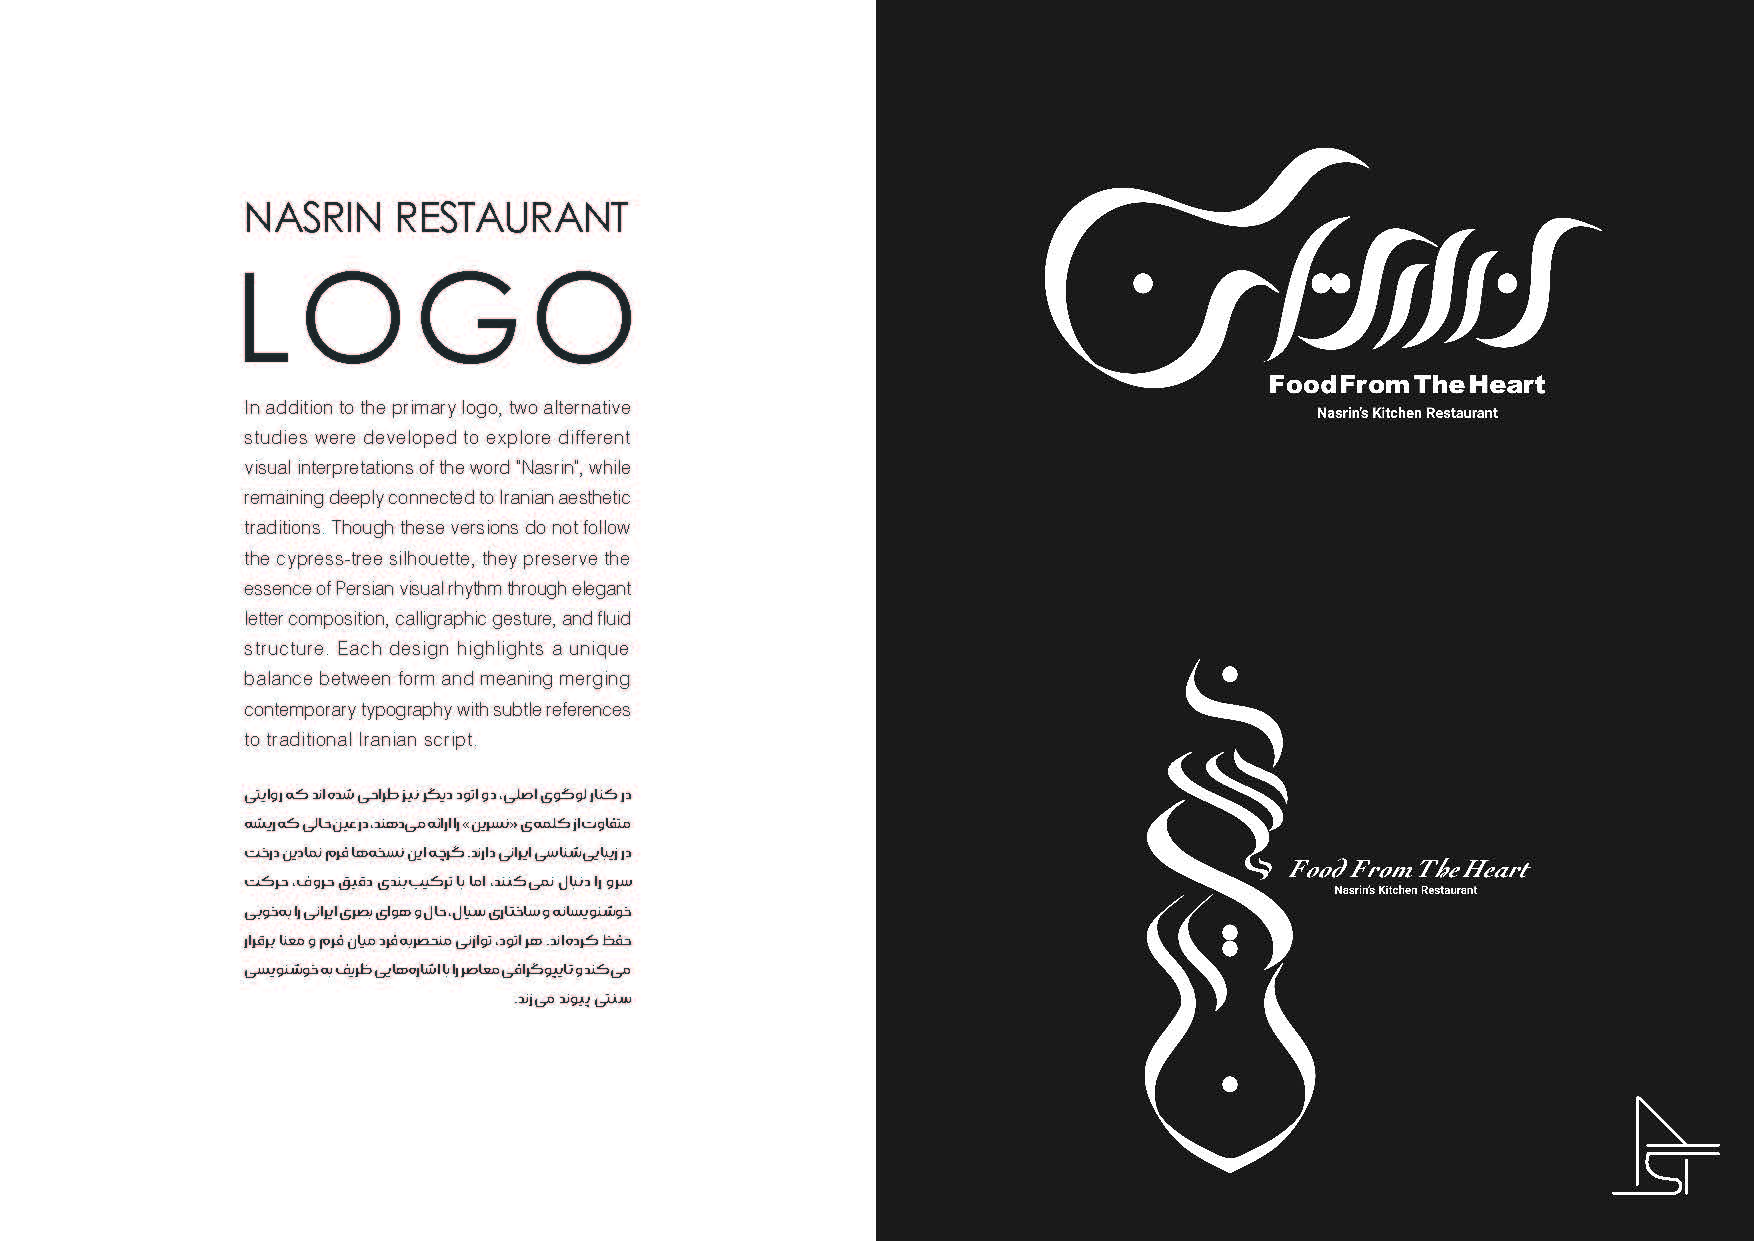 NASRIN RESTAURANT
LOGO
In addition to the primary logo, two alternative
studies were developed to explore different
visual interpretations of the word "Nasrin", while
remaining deeply connected to Iranian aesthetic
traditions. Though these versions do not follow
the cypress-tree silhouette, they preserve the
essence of Persian visual rhythm through elegant
letter composition, calligraphic gesture, and fluid
structure. Each design highlights a unique
balance between form and meaning merging
contemporary typography with subtle references
to traditional Iranian script.
در کنار لوگوی اصلی، دو اتود دیگر نیز طراحی شده‌اند که روایتی
متفاوت از کلمه‌ی «نسرین» را ارائه می‌دهند، در عین حالی که ریشه
در زیبایی‌شناسی ایرانی دارند. گرچه این نسخه‌ها فرم نمادین درخت
سرو را دنبال نمی‌کنند، اما با ترکیب‌بندی دقیق حروف، حرکت
خوشنویسانه و ساختاری سیال، حال و هوای بصری ایرانی را به‌خوبی
حفظ کرده‌اند. هر اتود، توازنی منحصربه‌فرد میان فرم و معنا برقرار
می‌کند و تایپوگرافی معاصر را با اشاره‌هایی ظریف به خوشنویسی
سنتی پیوند می‌زند.
نسرین
Food From The Heart
Nasrin's Kitchen Restaurant
نسرین
Food From The Heart
Nasrin's Kitchen Restaurant